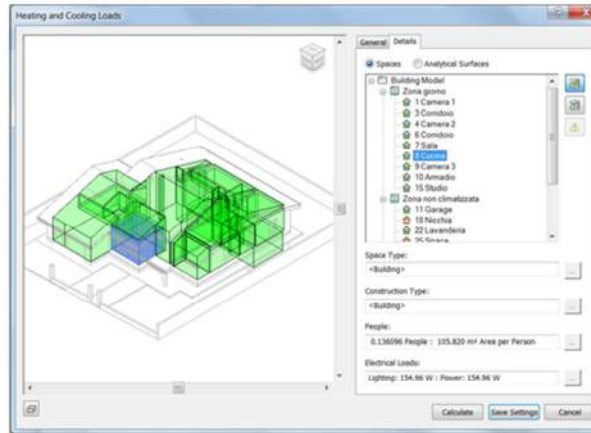 Heating and Cooling Loads
General
Details
Spaces
Analytical Surfaces
Building Model
Zona giorno
1 Camera 1
3 Corridoio
4 Camera 2
6 Corridoio
7 Sala
8 Cucina
9 Camera 3
10 Armadio
15 Studio
Zona non climatizzata
11 Garage
18 Nicchia
22 Lavanderia
25 Space
Space Type:
<Building>
...
Construction Type:
<Building>
...
People:
0.136096 People : 105.820 m² Area per Person
...
Electrical Loads:
Lighting: 154.96 W : Power: 154.96 W
...
Calculate
Save Settings
Cancel